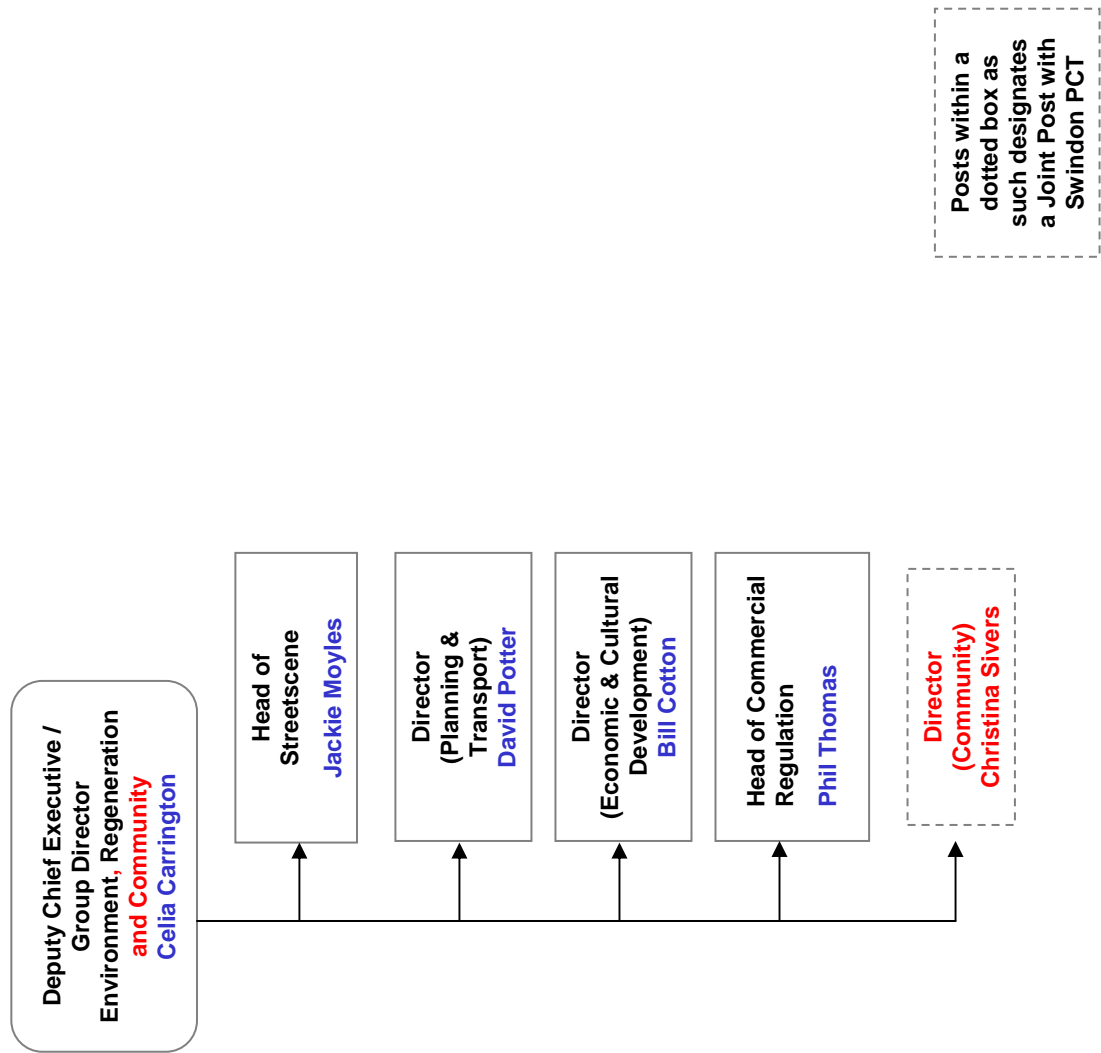 Deputy Chief Executive /
Group Director
Environment, Regeneration
and Community
Celia Carrington
Head of
Streetscene
Jackie Moyles
Director
(Planning &
Transport)
David Potter
Director
(Economic & Cultural
Development)
Bill Cotton
Head of Commercial
Regulation
Phil Thomas
Director
(Community)
Christina Sivers
Posts within a
dotted box as
such designates
a Joint Post with
Swindon PCT